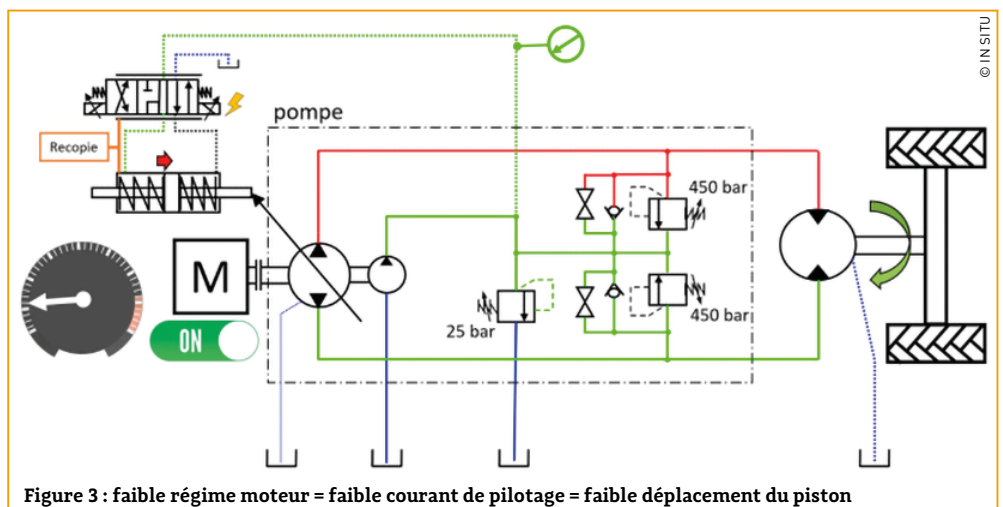 © IN SITU
pompe
Recopie
450 bar
M
25 bar
450 bar
ON
Figure 3 : faible régime moteur = faible courant de pilotage = faible déplacement du piston